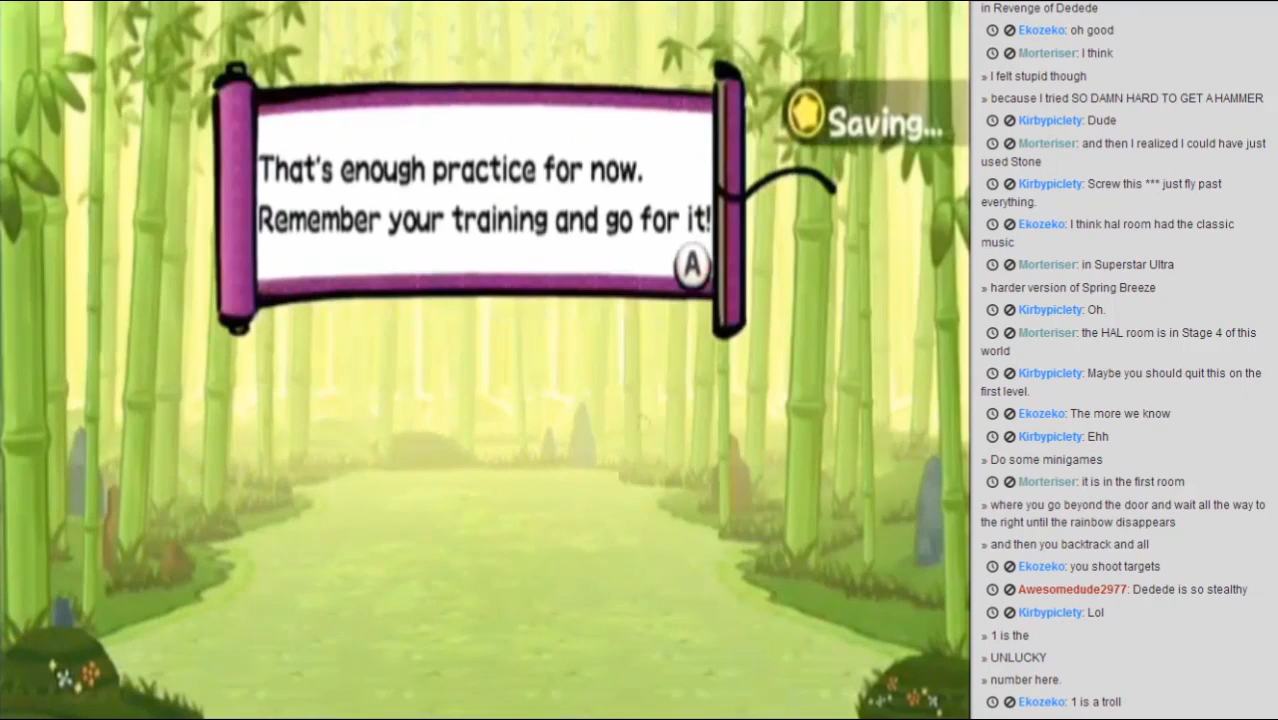 That's enough practice for now.
Remember your training and go for it!
A
Saving...
in Revenge of Dedede
Ekozeko: oh good
Morteriser: I think
» I felt stupid though
» because I tried SO DAMN HARD TO GET A HAMMER
Kirbypiclety: Dude
Morteriser: and then I realized I could have just
used Stone
Kirbypiclety: Screw this *** just fly past
everything.
Ekozeko: I think hal room had the classic
music
Morteriser: in Superstar Ultra
» harder version of Spring Breeze
Kirbypiclety: Oh.
Morteriser: the HAL room is in Stage 4 of this
world
Kirbypiclety: Maybe you should quit this on the
first level.
Ekozeko: The more we know
Kirbypiclety: Ehh
» Do some minigames
Morteriser: it is in the first room
» where you go beyond the door and wait all the way to
the right until the rainbow disappears
» and then you backtrack and all
Ekozeko: you shoot targets
Awesomedude2977: Dedede is so stealthy
Kirbypiclety: Lol
» 1 is the
» UNLUCKY
» number here.
Ekozeko: 1 is a troll